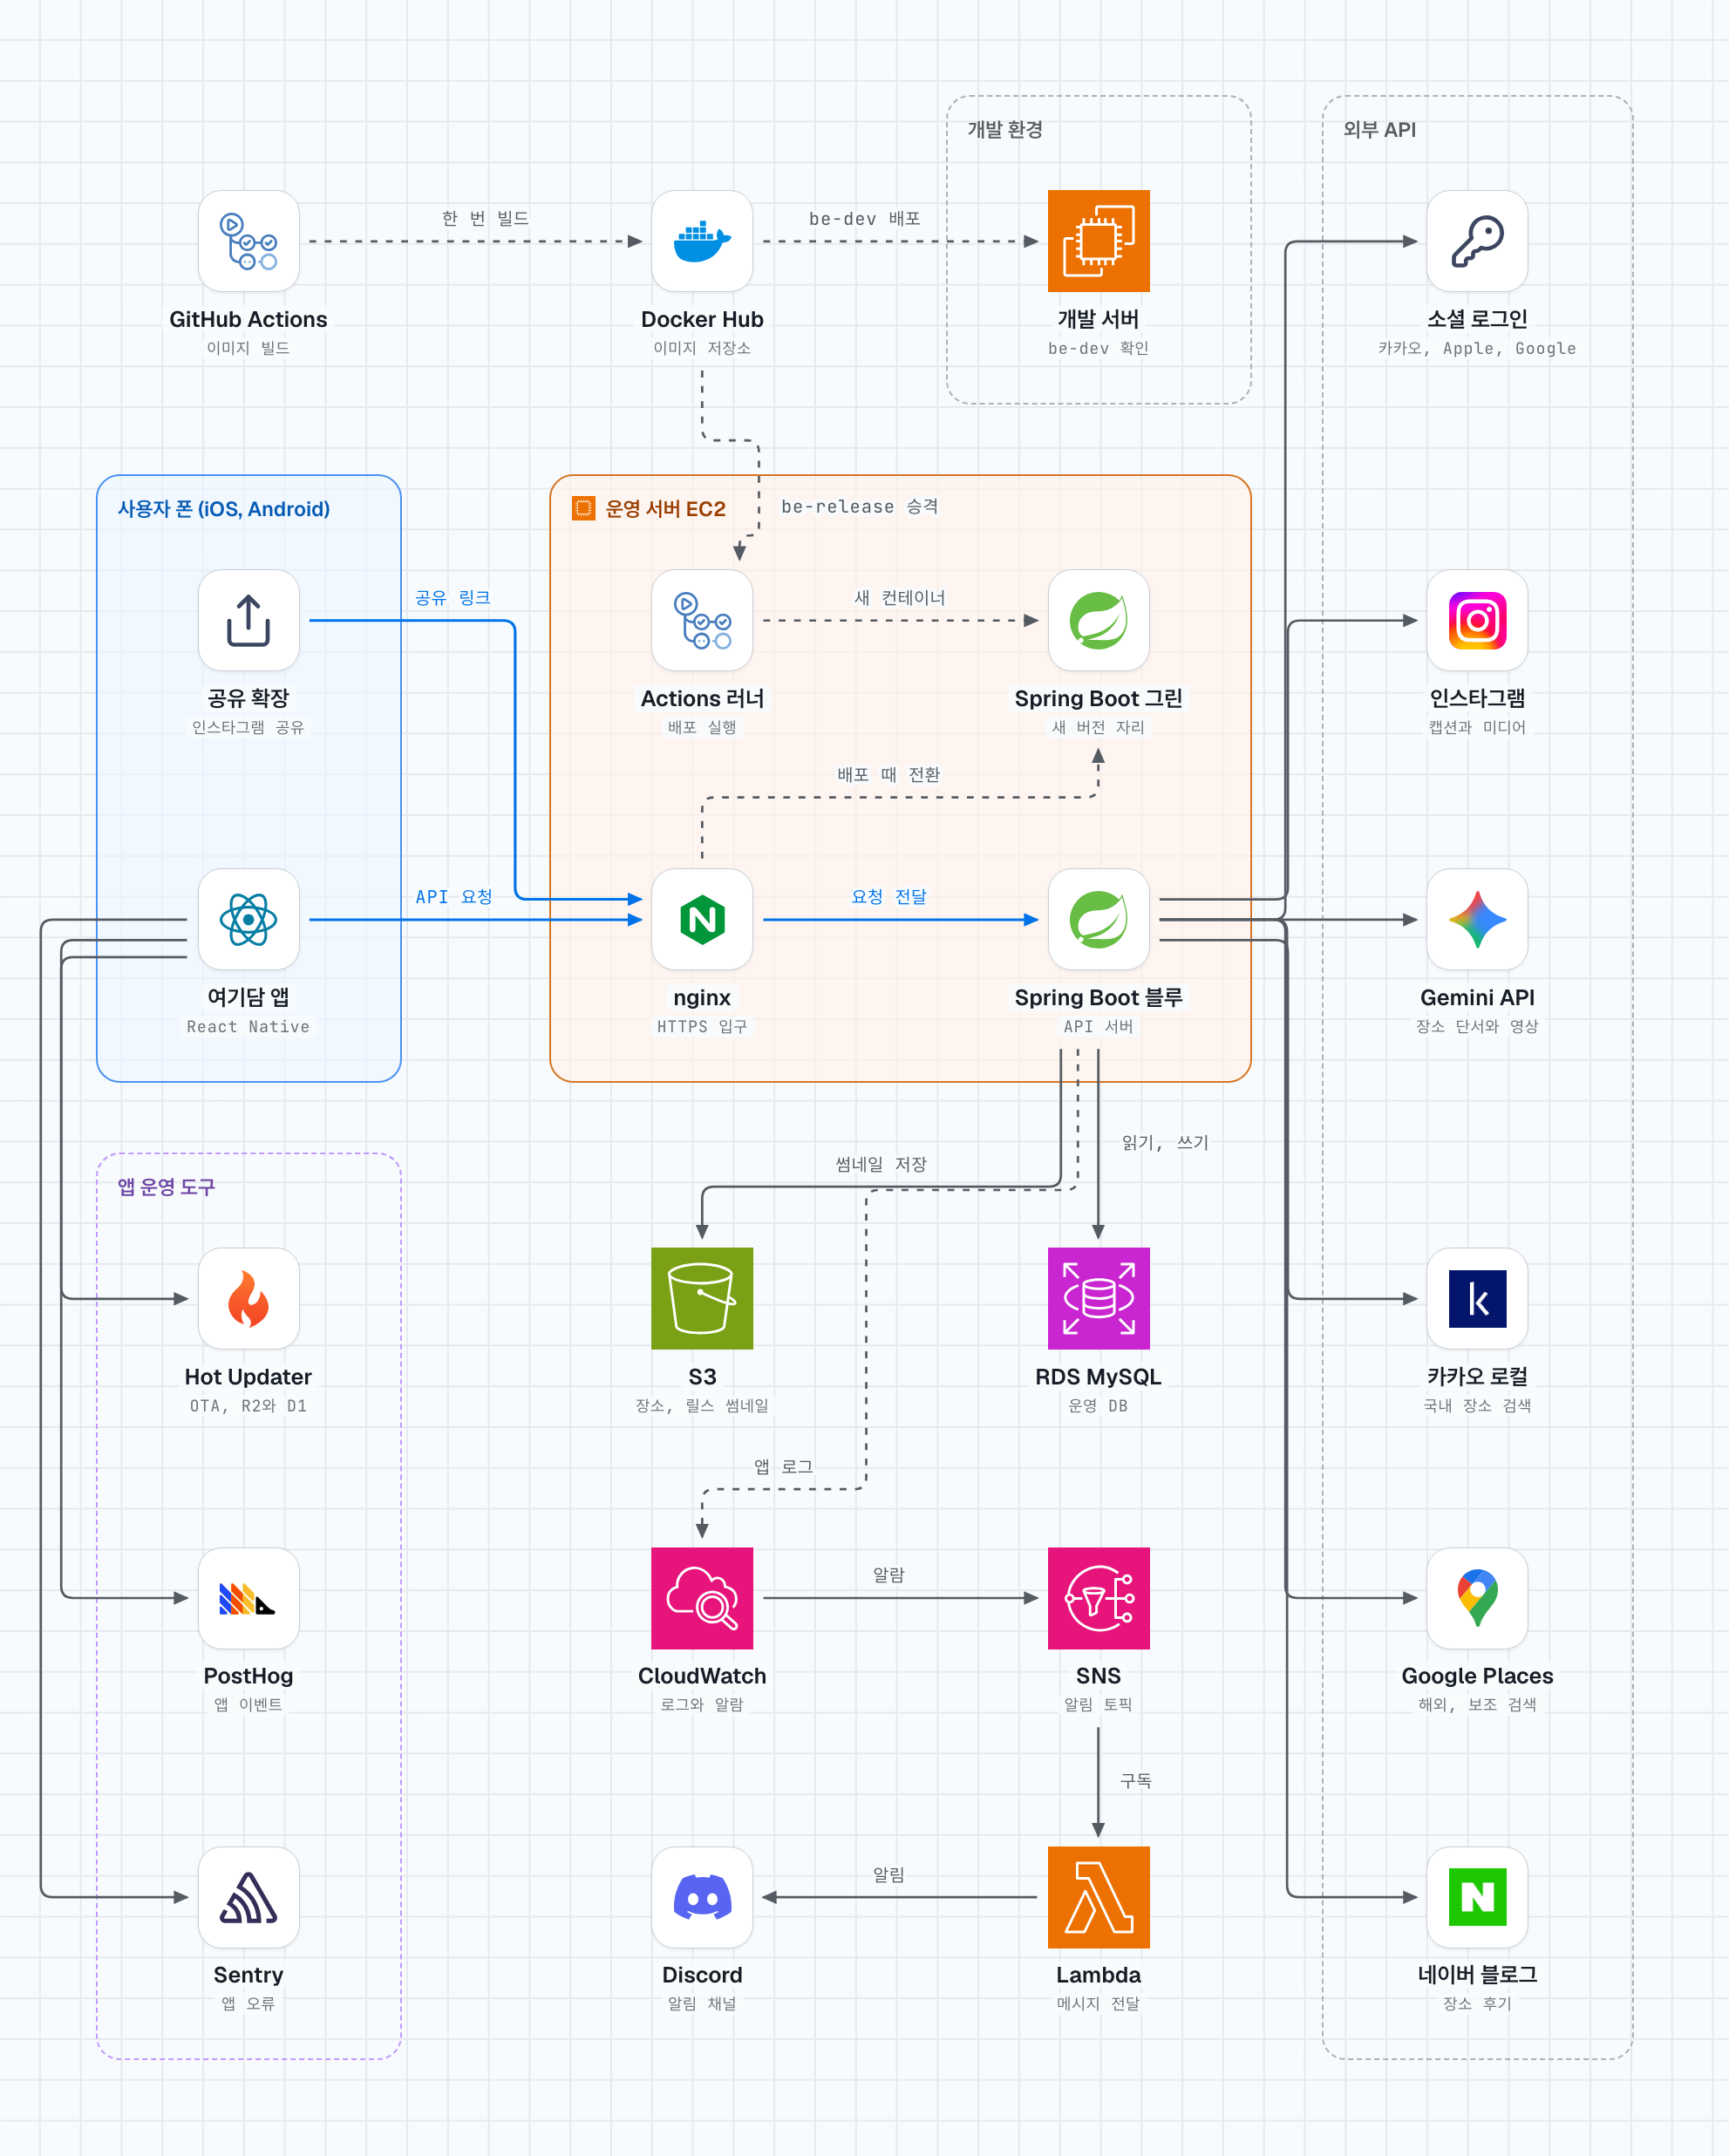 개발 환경
외부 API
한 번 빌드
be-dev 배포
GitHub Actions
이미지 빌드
Docker Hub
이미지 저장소
개발 서버
be-dev 확인
소셜 로그인
카카오, Apple, Google
사용자 폰 (iOS, Android)
운영 서버 EC2
be-release 승격
공유 링크
새 컨테이너
공유 확장
인스타그램 공유
Actions 러너
배포 실행
Spring Boot 그린
새 버전 자리
인스타그램
캡션과 미디어
배포 때 전환
API 요청
요청 전달
여기담 앱
React Native
nginx
HTTPS 입구
Spring Boot 블루
API 서버
Gemini API
장소 단서와 영상
읽기, 쓰기
썸네일 저장
앱 운영 도구
Hot Updater
OTA, R2와 D1
S3
장소, 릴스 썸네일
RDS MySQL
운영 DB
카카오 로컬
국내 장소 검색
앱 로그
알람
PostHog
앱 이벤트
CloudWatch
로그와 알람
SNS
알림 토픽
Google Places
해외, 보조 검색
구독
알림
Sentry
앱 오류
Discord
알림 채널
Lambda
메시지 전달
네이버 블로그
장소 후기